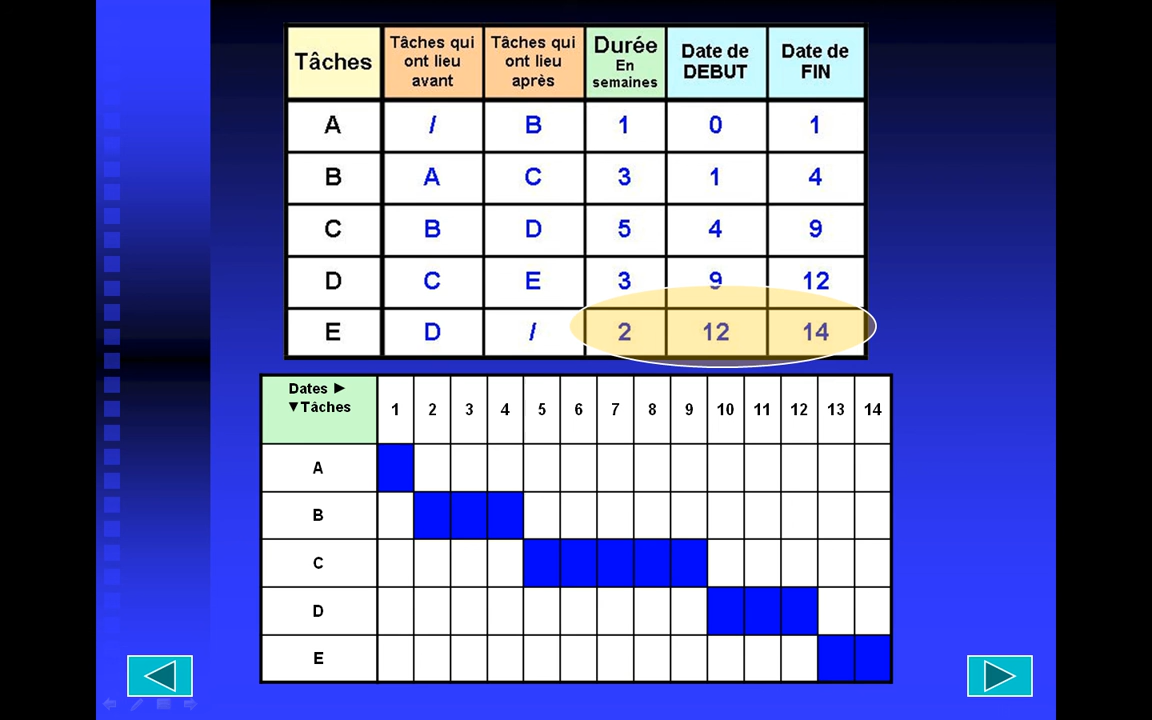 Tâches Tâches qui ont lieu avant Tâches qui ont lieu après Durée En semaines Date de DEBUT Date de FIN
A / B 1 0 1
B A C 3 1 4
C B D 5 4 9
D C E 3 9 12
E D / 2 12 14
Dates ►
▼Tâches 1 2 3 4 5 6 7 8 9 10 11 12 13 14
A
B
C
D
E